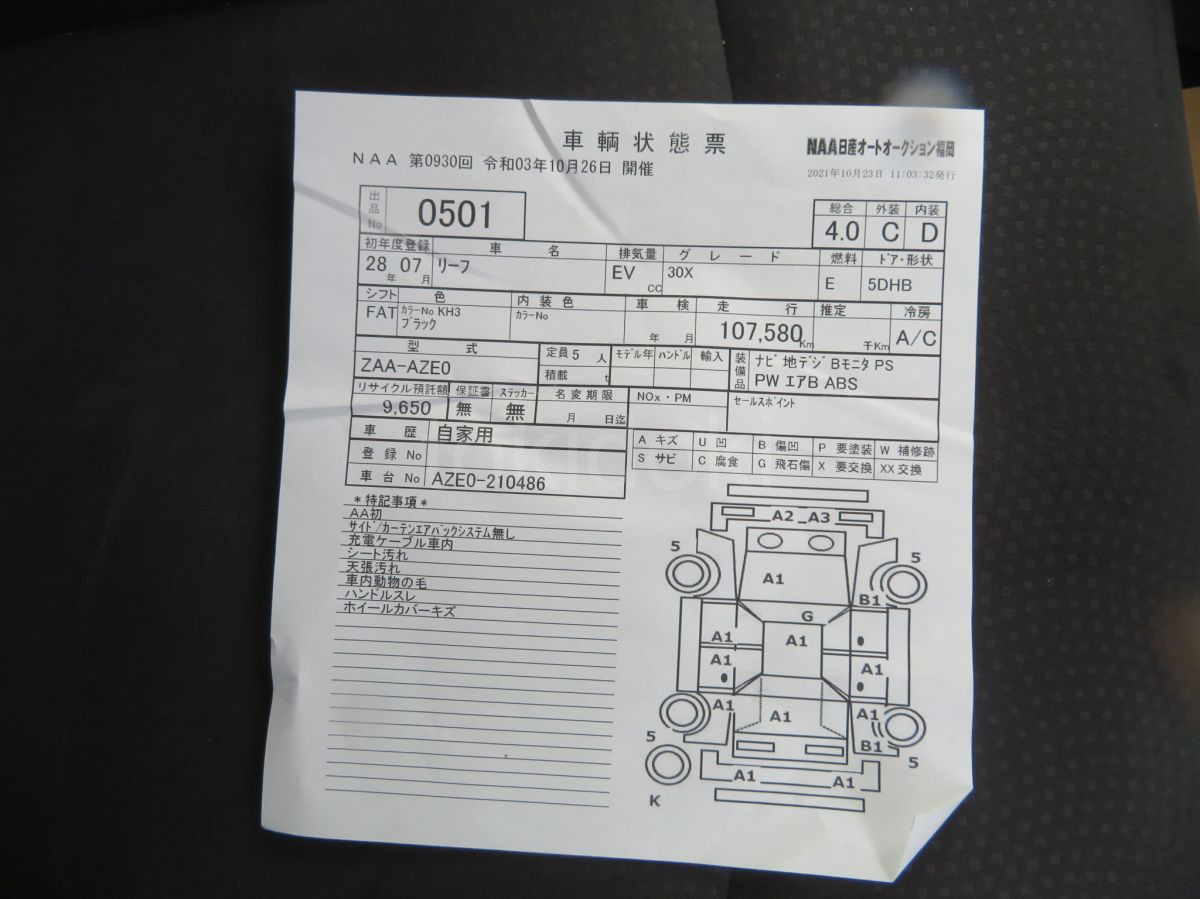 車輌状態票
NAA日産オートオークション福岡
NAA 第0930回 令和03年10月26日 開催
2021年10月23日 11:03:32発行
出品No 0501
総合 外装 内装
4.0 C D
初年度登録 車名 排気量 グレード 燃料 ドア・形状
28年07月 リーフ EV cc 30X E 5DHB
シフト 色 内装色 車検 走行 推定 冷房
FAT カラーNo KH3 カラーNo 年 月 107,580Km 千Km A/C
ブラック
型式 定員 5人 モデル年 ハンドル 輸入 装備品 ナビ 地デジ Bモニタ PS
ZAA-AZE0 積載 t PW エアB ABS
リサイクル預託額 保証書 ステッカー 名変期限 NOx・PM セールスポイント
9,650 無 無 月 日迄
車歴 自家用
A キズ U 凹 B 傷凹 P 要塗装 W 補修跡
登録No
S サビ C 腐食 G 飛石傷 X 要交換 XX 交換
車台No AZE0-210486
*特記事項*
AA初
サイド/カーテンエアバックシステム無し
充電ケーブル車内
シート汚れ
天張汚れ
車内動物の毛
ハンドルスレ
ホイールカバーキズ
A2 A3
5 5
A1
B1
G
A1 A1
A1 A1
A1 A1 A1
5 B1 5
A1 A1
K